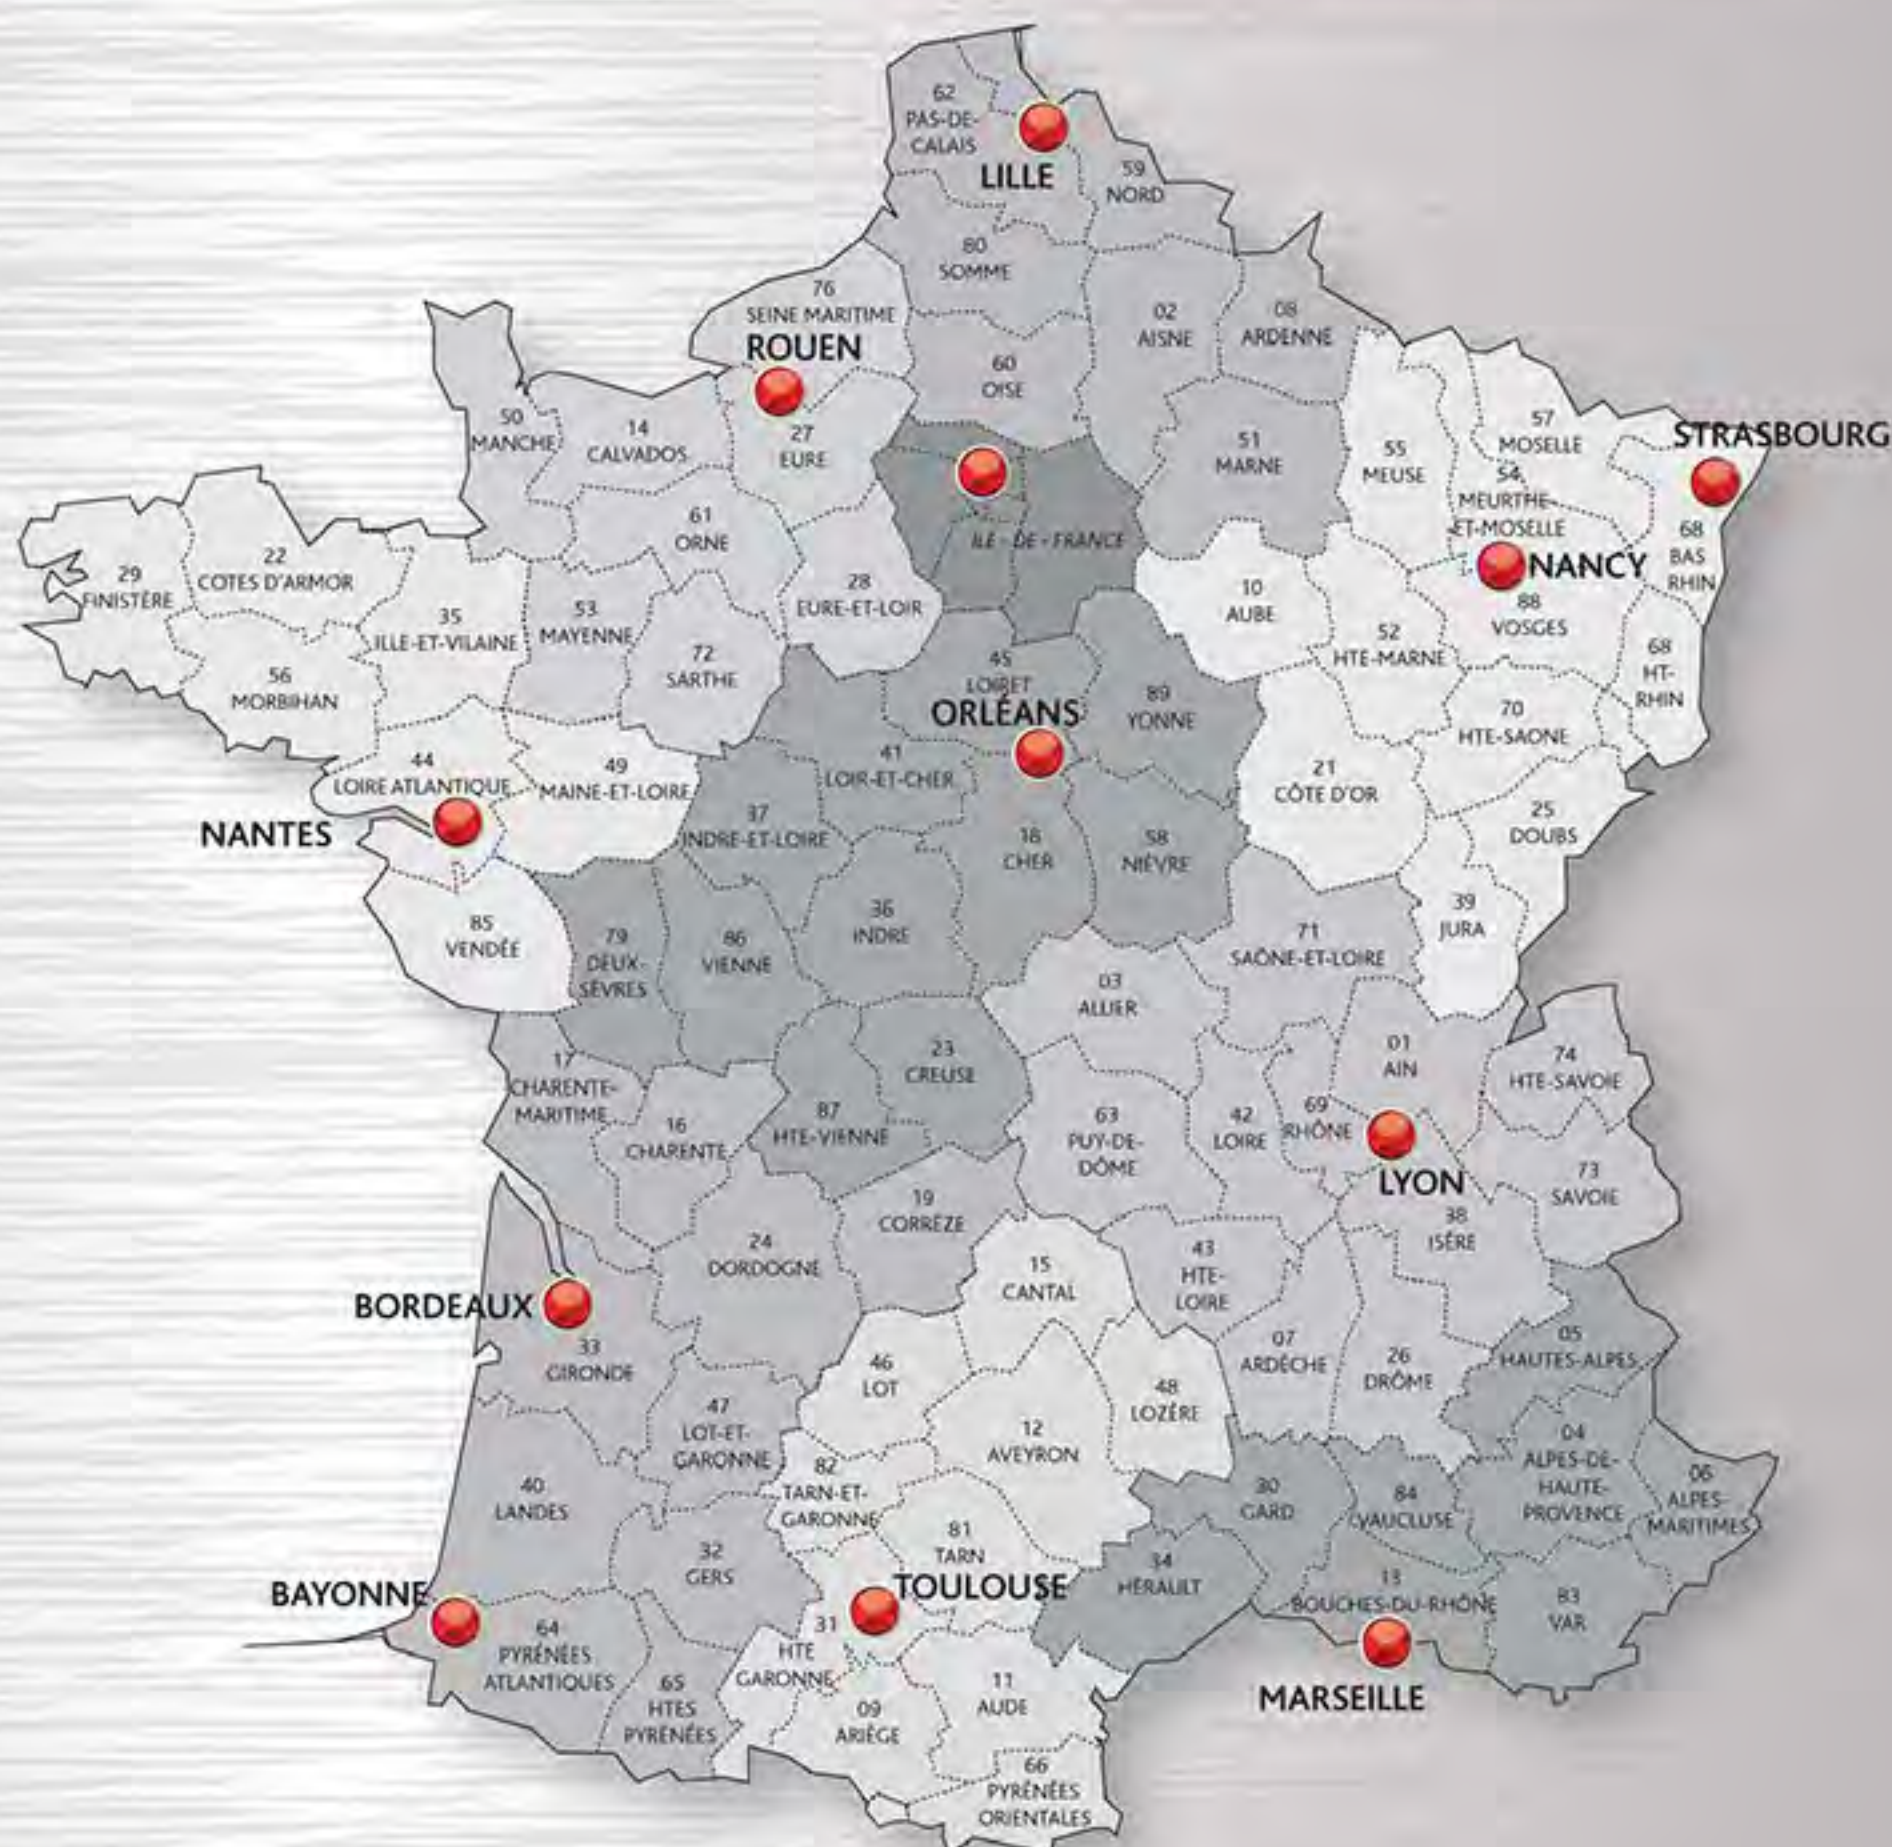 62
PAS-DE-
CALAIS
LILLE
59
NORD
80
SOMME
76
SEINE MARITIME
ROUEN
02
AISNE
08
ARDENNE
60
OISE
50
MANCHE
14
CALVADOS
27
EURE
51
MARNE
55
MEUSE
57
MOSELLE
STRASBOURG
54
MEURTHE-
ET-MOSELLE
61
ORNE
ILE-DE-FRANCE
68
BAS
RHIN
NANCY
29
FINISTÈRE
22
COTES D'ARMOR
35
ILLE-ET-VILAINE
53
MAYENNE
28
EURE-ET-LOIR
10
AUBE
88
VOSGES
52
HTE-MARNE
68
HT-
RHIN
56
MORBIHAN
72
SARTHE
45
LOIRET
ORLÉANS
89
YONNE
70
HTE-SAONE
44
LOIRE ATLANTIQUE
49
MAINE-ET-LOIRE
41
LOIR-ET-CHER
21
CÔTE D'OR
NANTES
37
INDRE-ET-LOIRE
18
CHER
58
NIÉVRE
25
DOUBS
85
VENDÉE
79
DEUX-
SÈVRES
86
VIENNE
36
INDRE
71
SAÔNE-ET-LOIRE
39
JURA
03
ALLIER
17
CHARENTE-
MARITIME
23
CREUSE
01
AIN
74
HTE-SAVOIE
16
CHARENTE
87
HTE-VIENNE
63
PUY-DE-
DÔME
42
LOIRE
69
RHÔNE
LYON
73
SAVOIE
19
CORRÈZE
38
ISÈRE
24
DORDOGNE
15
CANTAL
43
HTE-
LOIRE
BORDEAUX
33
GIRONDE
07
ARDÈCHE
26
DRÔME
05
HAUTES-ALPES
46
LOT
48
LOZÈRE
47
LOT-ET-
GARONNE
12
AVEYRON
04
ALPES-DE-
HAUTE-
PROVENCE
40
LANDES
82
TARN-ET-
GARONNE
30
GARD
84
VAUCLUSE
06
ALPES-
MARITIMES
32
GERS
81
TARN
34
HÉRAULT
TOULOUSE
BAYONNE
13
BOUCHES-DU-RHÔNE
83
VAR
64
PYRÉNÉES
ATLANTIQUES
31
HTE
GARONNE
65
HTES
PYRÉNÉES
09
ARIÈGE
11
AUDE
MARSEILLE
66
PYRÉNÉES
ORIENTALES